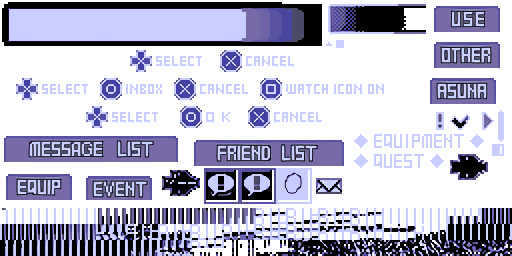 USE
OTHER
SELECT CANCEL
SELECT INBOX CANCEL WATCH ICON ON
ASUNA
SELECT O K CANCEL
!
MESSAGE LIST
FRIEND LIST
EQUIPMENT
QUEST
EQUIP
EVENT
! !